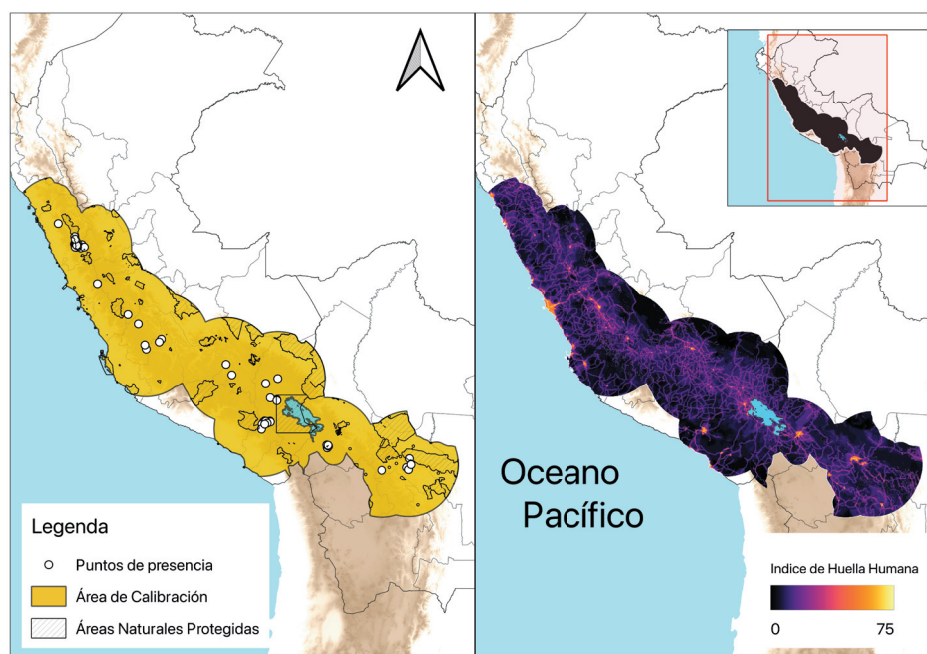 Legenda
Puntos de presencia
Área de Calibración
Áreas Naturales Protegidas
Oceano
Pacífico
Indice de Huella Humana
0 75